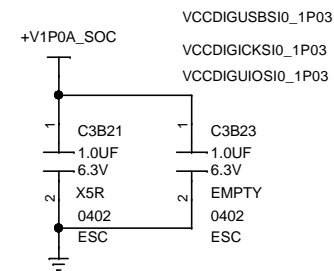 VCCDIGUSBSI0_1P03
+V1P0A_SOC
VCCDIGICKSI0_1P03
VCCDIGUIOSI0_1P03
1
C3B21
1.0UF
6.3V
2
X5R
0402
ESC
1
C3B23
1.0UF
6.3V
2
EMPTY
0402
ESC